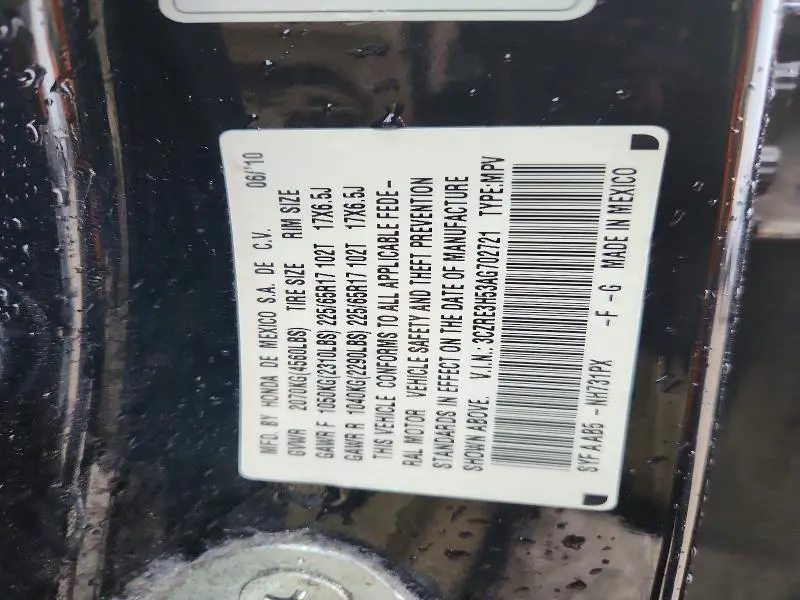 MFD. BY HONDA DE MEXICO S.A. DE C.V. 06/'10
GVWR 2070KG(4560LBS) TIRE SIZE RIM SIZE
GAWR F 1050KG(2310LBS) 225/65R17 102T 17X6.5J
GAWR R 1040KG(2290LBS) 225/65R17 102T 17X6.5J
THIS VEHICLE CONFORMS TO ALL APPLICABLE FEDE-
RAL MOTOR VEHICLE SAFETY AND THEFT PREVENTION
STANDARDS IN EFFECT ON THE DATE OF MANUFACTURE
SHOWN ABOVE. V.I.N.: 3CZRE3H53AG702721 TYPE:MPV
SYFAAB5 - NH731PX -F -G MADE IN MEXICO